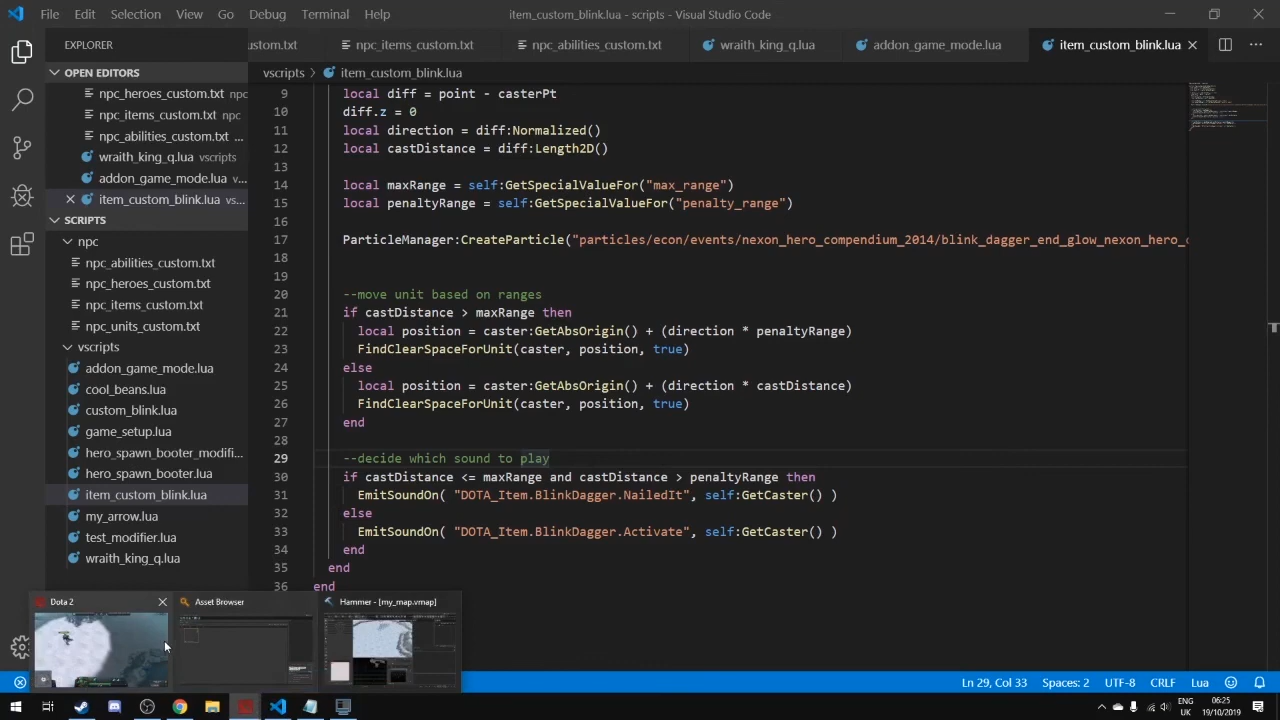 File Edit Selection View Go Debug Terminal Help
item_custom_blink.lua - scripts - Visual Studio Code
EXPLORER
stom.txt npc_items_custom.txt npc_abilities_custom.txt wraith_king_q.lua addon_game_mode.lua item_custom_blink.lua
OPEN EDITORS
npc_heroes_custom.txt npc
npc_items_custom.txt npc
npc_abilities_custom.txt ...
wraith_king_q.lua vscripts
addon_game_mode.lua v...
item_custom_blink.lua vs...
SCRIPTS
npc
npc_abilities_custom.txt
npc_heroes_custom.txt
npc_items_custom.txt
npc_units_custom.txt
vscripts
addon_game_mode.lua
cool_beans.lua
custom_blink.lua
game_setup.lua
hero_spawn_booter_modifi...
hero_spawn_booter.lua
item_custom_blink.lua
my_arrow.lua
test_modifier.lua
wraith_king_q.lua
vscripts item_custom_blink.lua
9 local diff = point - casterPt
10 diff.z = 0
11 local direction = diff:Normalized()
12 local castDistance = diff:Length2D()
13
14 local maxRange = self:GetSpecialValueFor("max_range")
15 local penaltyRange = self:GetSpecialValueFor("penalty_range")
16
17 ParticleManager:CreateParticle("particles/econ/events/nexon_hero_compendium_2014/blink_dagger_end_glow_nexon_hero_c
18
19
20 --move unit based on ranges
21 if castDistance > maxRange then
22 local position = caster:GetAbsOrigin() + (direction * penaltyRange)
23 FindClearSpaceForUnit(caster, position, true)
24 else
25 local position = caster:GetAbsOrigin() + (direction * castDistance)
26 FindClearSpaceForUnit(caster, position, true)
27 end
28
29 --decide which sound to play
30 if castDistance <= maxRange and castDistance > penaltyRange then
31 EmitSoundOn( "DOTA_Item.BlinkDagger.NailedIt", self:GetCaster() )
32 else
33 EmitSoundOn( "DOTA_Item.BlinkDagger.Activate", self:GetCaster() )
34 end
35 end
36 end
Dota 2
Asset Browser
Hammer - [my_map.vmap]
Ln 29, Col 33 Spaces: 2 UTF-8 CRLF Lua
ENG
UK
06:25
19/10/2019